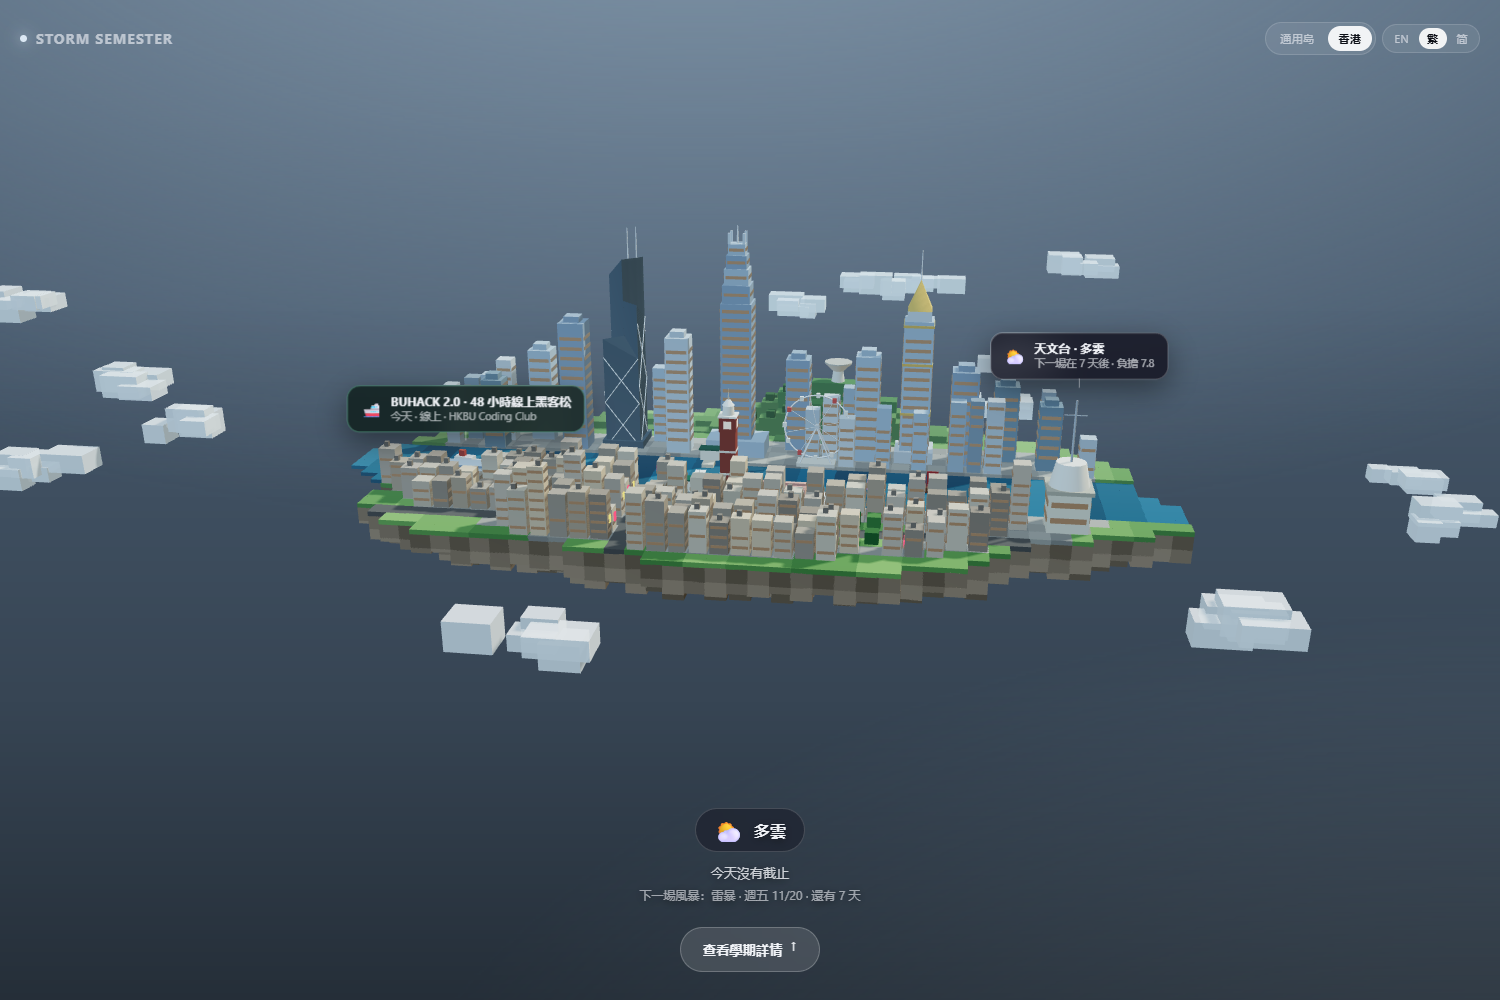 STORM SEMESTER
通用岛
香港
EN
繁
简
天文台 · 多雲
下一場在 7 天後 · 負擔 7.8
BUHACK 2.0 · 48 小時線上黑客松
今天 · 線上 · HKBU Coding Club
多雲
今天沒有截止
下一場風暴：雷暴 · 週五 11/20 · 還有 7 天
查看學期詳情 ↑